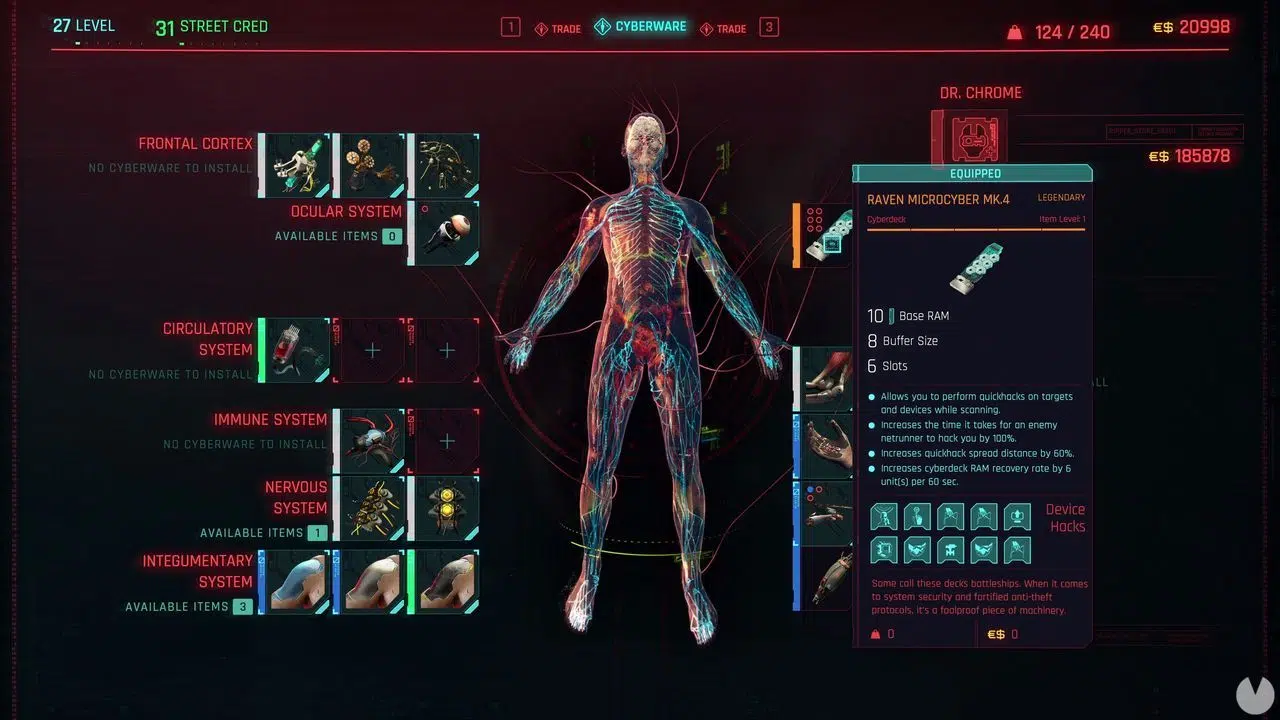 27 LEVEL
31 STREET CRED
1
TRADE
CYBERWARE
TRADE
3
124 / 240
€$ 20998
DR. CHROME
€$ 185878
FRONTAL CORTEX
NO CYBERWARE TO INSTALL
OCULAR SYSTEM
AVAILABLE ITEMS 0
CIRCULATORY
SYSTEM
NO CYBERWARE TO INSTALL
IMMUNE SYSTEM
NO CYBERWARE TO INSTALL
NERVOUS
SYSTEM
AVAILABLE ITEMS 1
INTEGUMENTARY
SYSTEM
AVAILABLE ITEMS 3
EQUIPPED
RAVEN MICROCYBER MK.4
LEGENDARY
Cyberdeck
Item Level: 1
10 Base RAM
8 Buffer Size
6 Slots
Allows you to perform quickhacks on targets
and devices while scanning.
Increases the time it takes for an enemy
netrunner to hack you by 100%.
Increases quickhack spread distance by 60%.
Increases cyberdeck RAM recovery rate by 6
unit(s) per 60 sec.
Device
Hacks
Some call these decks battleships. When it comes
to system security and fortified anti-theft
protocols, it's a foolproof piece of machinery.
0
€$ 0